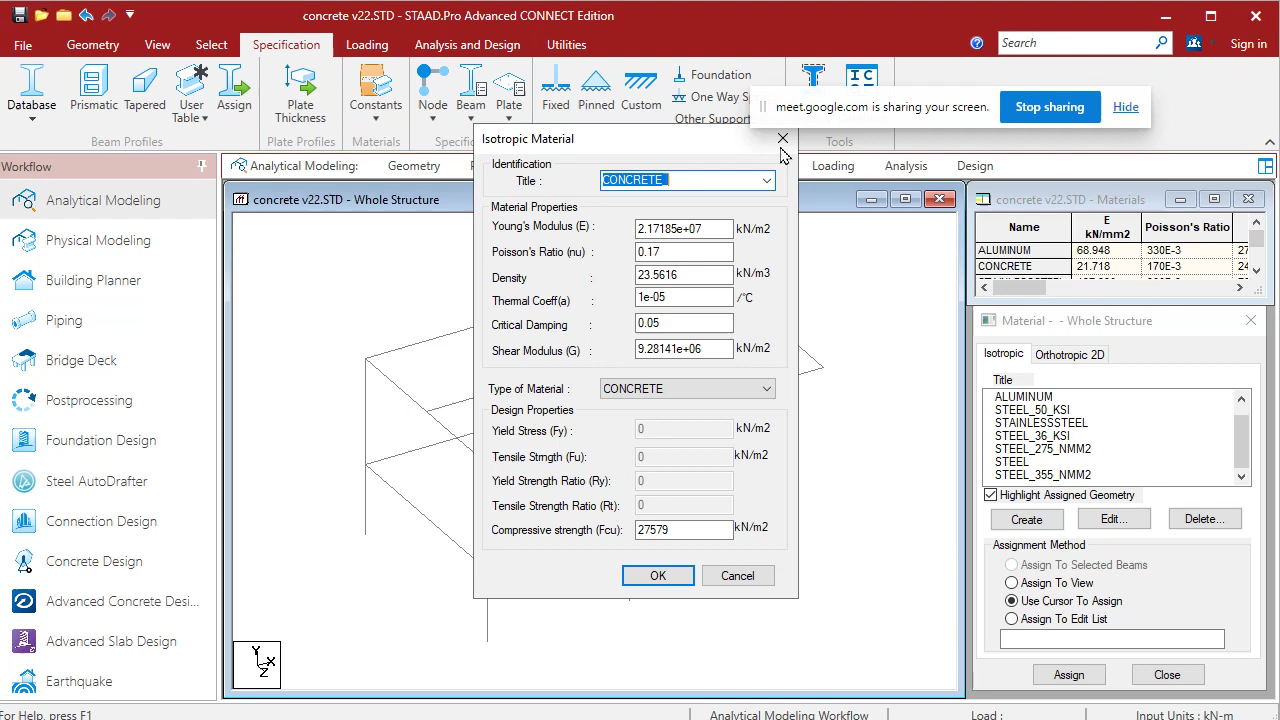 concrete v22.STD - STAAD.Pro Advanced CONNECT Edition
File Geometry View Select Specification Loading Analysis and Design Utilities
Search
Sign in
Database Prismatic Tapered User Table Assign
Plate Thickness
Constants
Node Beam Plate
Fixed Pinned Custom
Foundation
One Way S
Other Suppor
I C
meet.google.com is sharing your screen. Stop sharing Hide
Beam Profiles Plate Profiles Materials Specif Tools
Workflow
Analytical Modeling: Geometry Loading Analysis Design
Analytical Modeling
Physical Modeling
Building Planner
Piping
Bridge Deck
Postprocessing
Foundation Design
Steel AutoDrafter
Connection Design
Concrete Design
Advanced Concrete Desi...
Advanced Slab Design
Earthquake
concrete v22.STD - Whole Structure
Y
X
Z
Isotropic Material
Identification
Title : CONCRETE_
Material Properties
Young's Modulus (E) : 2.17185e+07 kN/m2
Poisson's Ratio (nu) : 0.17
Density : 23.5616 kN/m3
Thermal Coeff(a) : 1e-05 /°C
Critical Damping : 0.05
Shear Modulus (G) : 9.28141e+06 kN/m2
Type of Material : CONCRETE
Design Properties
Yield Stress (Fy) : 0 kN/m2
Tensile Strngth (Fu): 0 kN/m2
Yield Strength Ratio (Ry): 0
Tensile Strength Ratio (Rt): 0
Compressive strength (Fcu): 27579 kN/m2
OK Cancel
concrete v22.STD - Materials
Name E kN/mm2 Poisson's Ratio
ALUMINUM 68.948 330E-3 27
CONCRETE 21.718 170E-3 24
Material - - Whole Structure
Isotropic Orthotropic 2D
Title
ALUMINUM
STEEL_50_KSI
STAINLESSSTEEL
STEEL_36_KSI
STEEL_275_NMM2
STEEL
STEEL_355_NMM2
Highlight Assigned Geometry
Create Edit... Delete...
Assignment Method
Assign To Selected Beams
Assign To View
Use Cursor To Assign
Assign To Edit List
Assign Close
For Help, press F1 Analytical Modeling Workflow Load : Input Units : kN-m